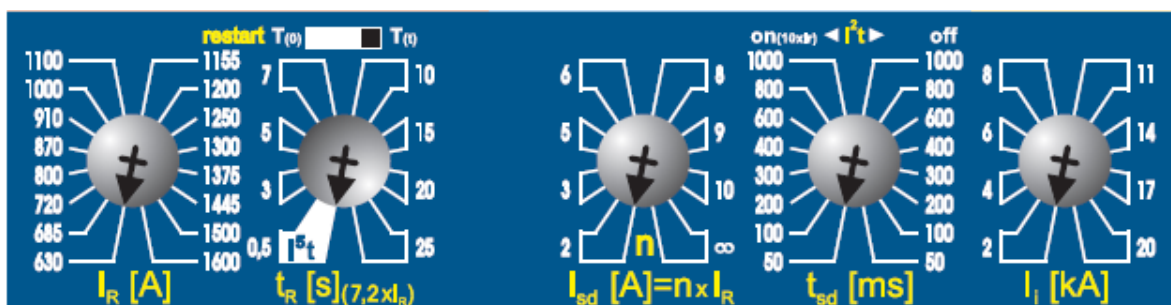 restart T(0) T(t) on(10xIr) ◄ I²t ► off
1100 1155 7 10 6 8 1000 1000 8 11
1000 1200 800 800
910 1250 5 15 5 9 600 600 6 14
870 1300 400 400
800 1375 3 20 3 10 300 300 4 17
720 1445 200 200
685 1500 0,5 I⁵t 25 2 n ∞ 100 100 2 20
630 1600 50 50
IR [A] tR [s](7,2xIR) Isd [A]=n x IR tsd [ms] Ii [kA]